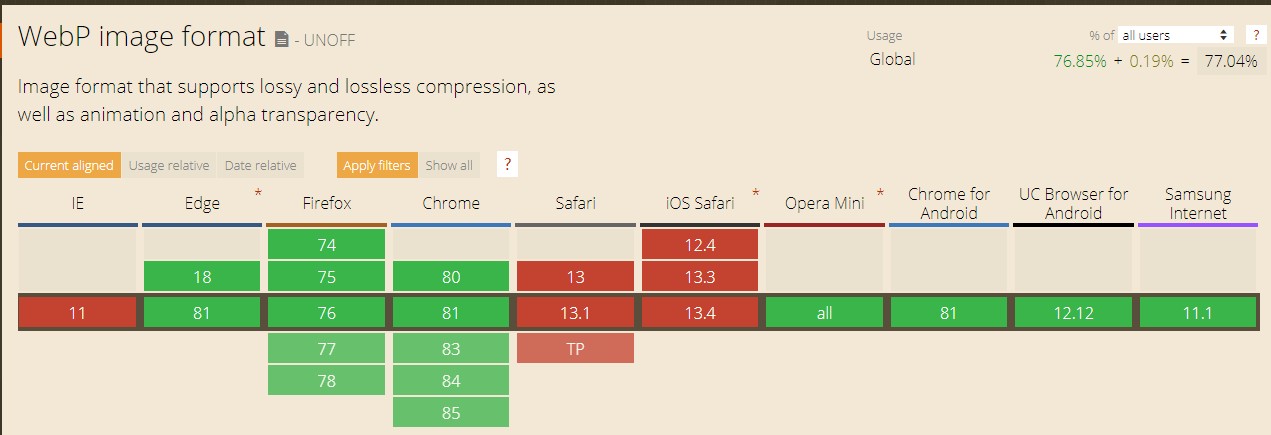 WebP image format - UNOFF
Usage % of all users ?
Global 76.85% + 0.19% = 77.04%
Image format that supports lossy and lossless compression, as
well as animation and alpha transparency.
Current aligned Usage relative Date relative Apply filters Show all ?
IE Edge * Firefox Chrome Safari iOS Safari * Opera Mini * Chrome for Android UC Browser for Android Samsung Internet
74 12.4
18 75 80 13 13.3
11 81 76 81 13.1 13.4 all 81 12.12 11.1
77 83 TP
78 84
85